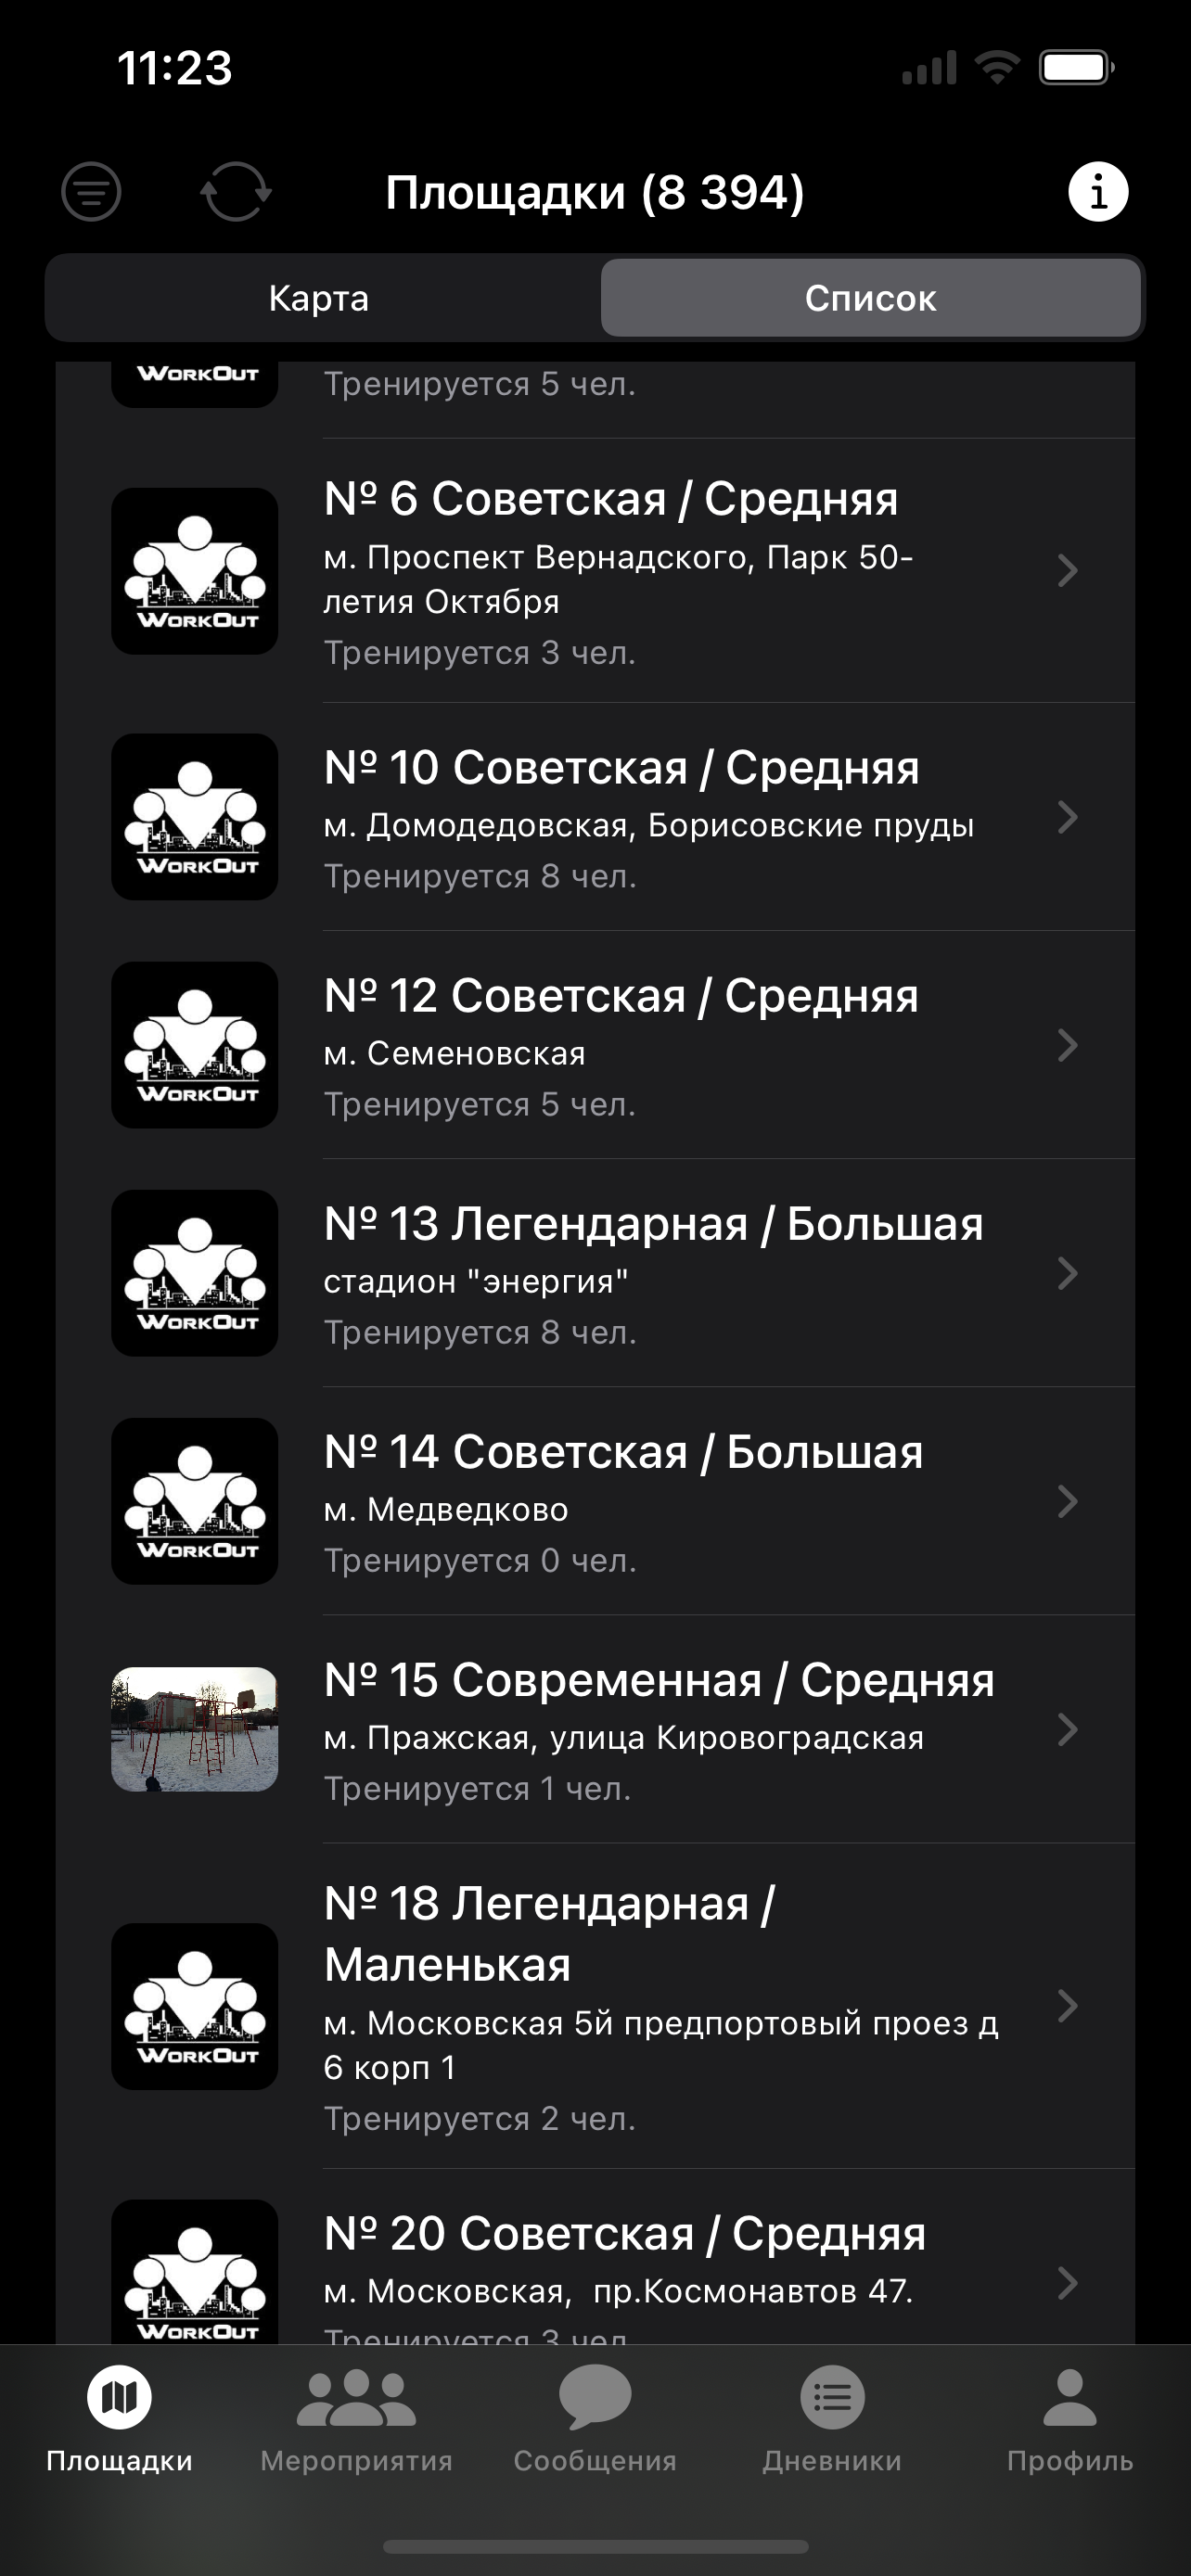 11:23
Площадки (8 394)
Карта
Список
WORKOUT
Тренируется 5 чел.
№ 6 Советская / Средняя
м. Проспект Вернадского, Парк 50-
летия Октября
Тренируется 3 чел.
WORKOUT
№ 10 Советская / Средняя
м. Домодедовская, Борисовские пруды
Тренируется 8 чел.
WORKOUT
№ 12 Советская / Средняя
м. Семеновская
Тренируется 5 чел.
WORKOUT
№ 13 Легендарная / Большая
стадион "энергия"
Тренируется 8 чел.
WORKOUT
№ 14 Советская / Большая
м. Медведково
Тренируется 0 чел.
WORKOUT
№ 15 Современная / Средняя
м. Пражская, улица Кировоградская
Тренируется 1 чел.
№ 18 Легендарная /
Маленькая
м. Московская 5й предпортовый проез д
6 корп 1
Тренируется 2 чел.
WORKOUT
№ 20 Советская / Средняя
м. Московская,  пр.Космонавтов 47.
Тренируется 3 чел.
WORKOUT
Площадки
Мероприятия
Сообщения
Дневники
Профиль